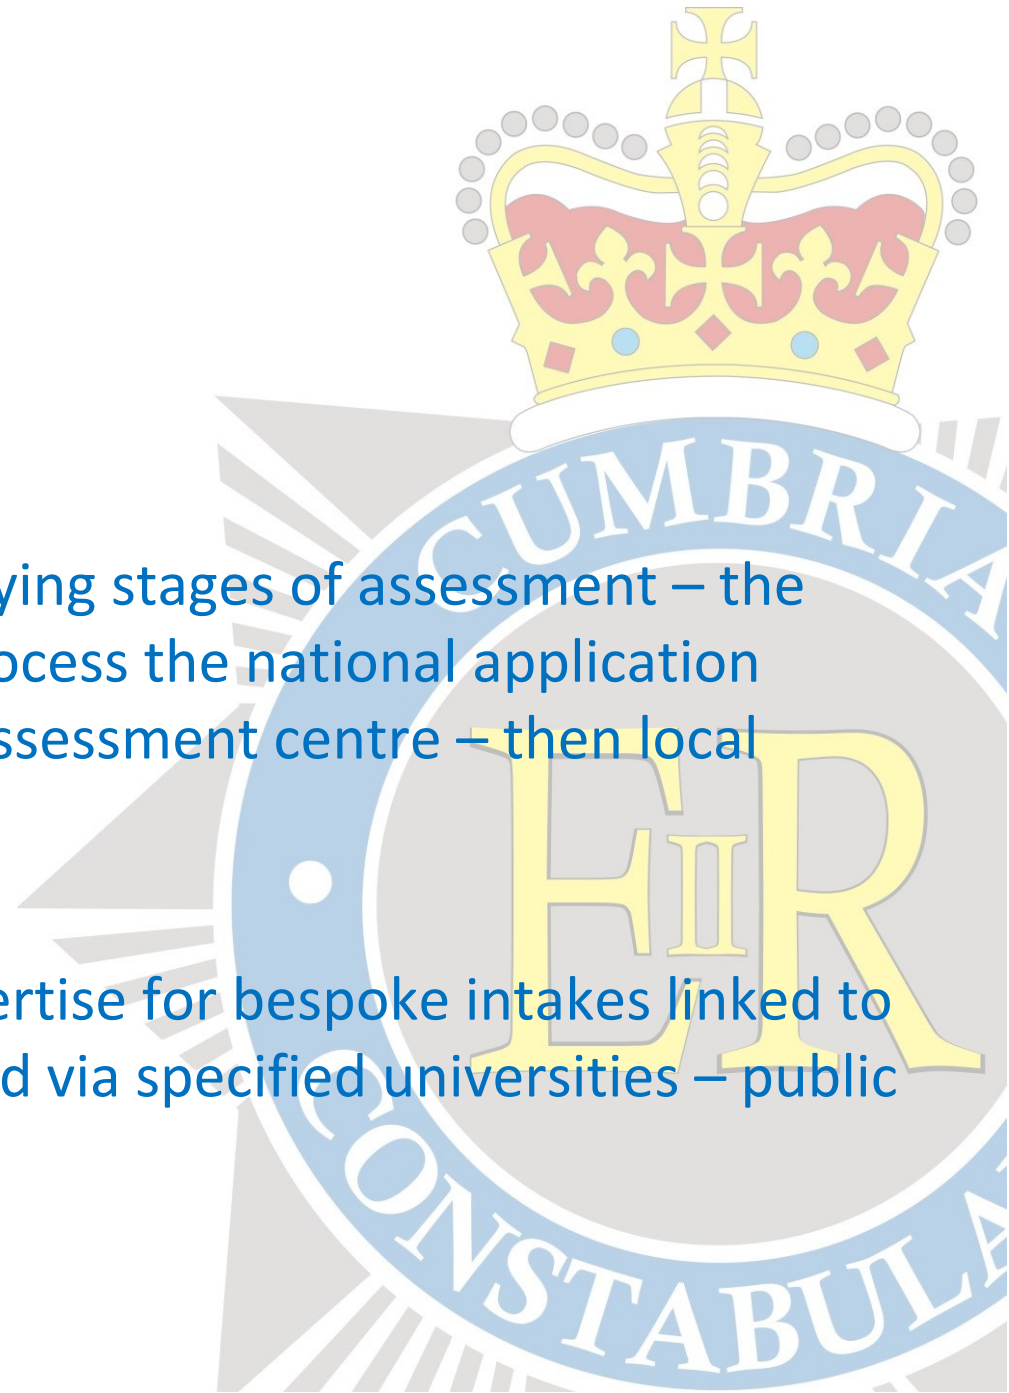 CUMBRIA
ying stages of assessment – the
ocess the national application
ssessment centre – then local
EIIR
ertise for bespoke intakes linked to
d via specified universities – public
CONSTABULA